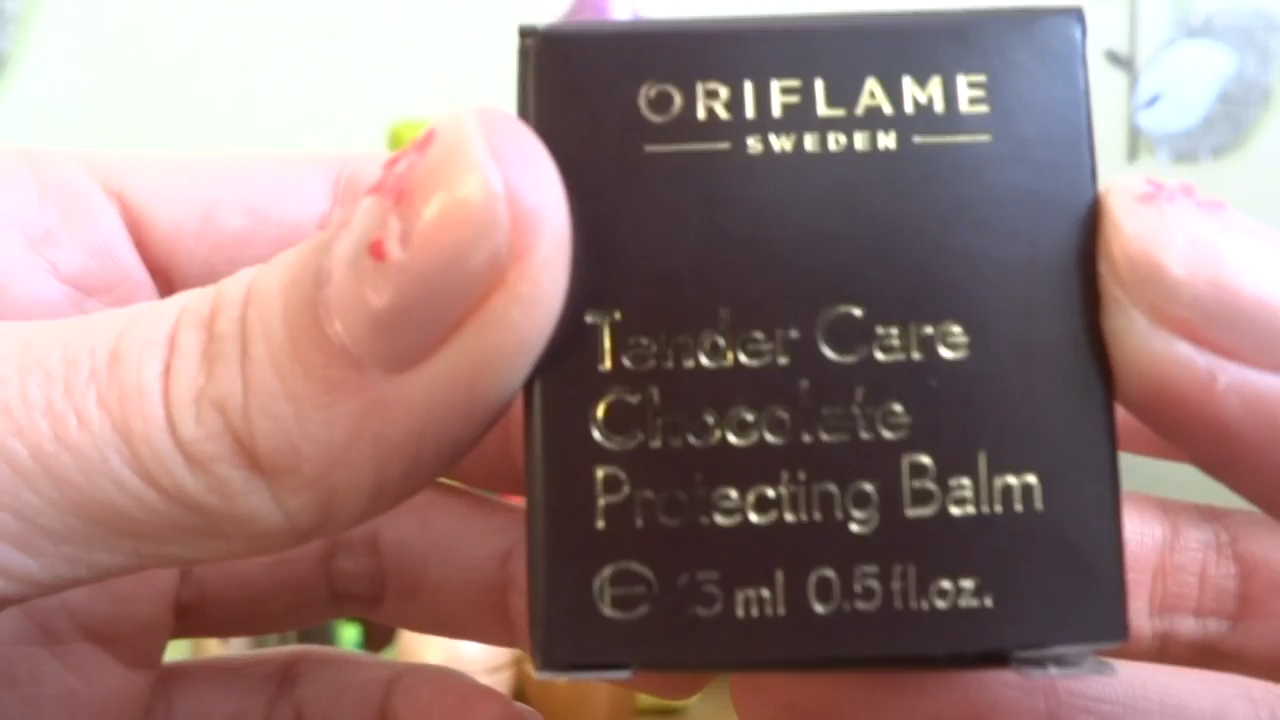 ORIFLAME
SWEDEN
Tender Care
Chocolate
Protecting Balm
℮ 15 ml 0.5 fl.oz.